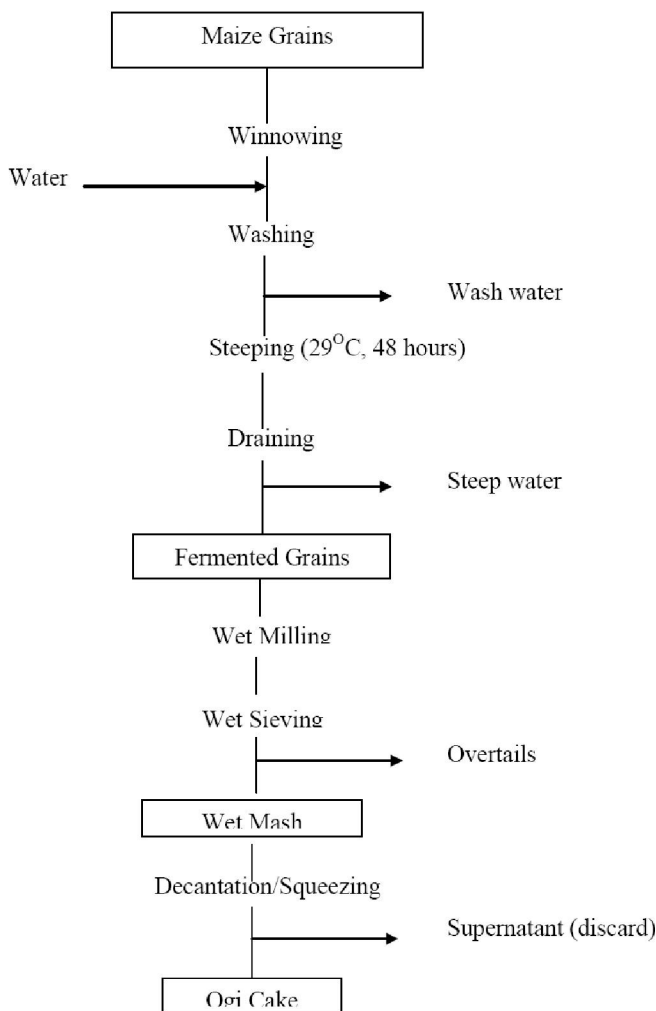 Maize Grains
Winnowing
Water
Washing
Wash water
Steeping (29°C, 48 hours)
Draining
Steep water
Fermented Grains
Wet Milling
Wet Sieving
Overtails
Wet Mash
Decantation/Squeezing
Supernatant (discard)
Ogi Cake